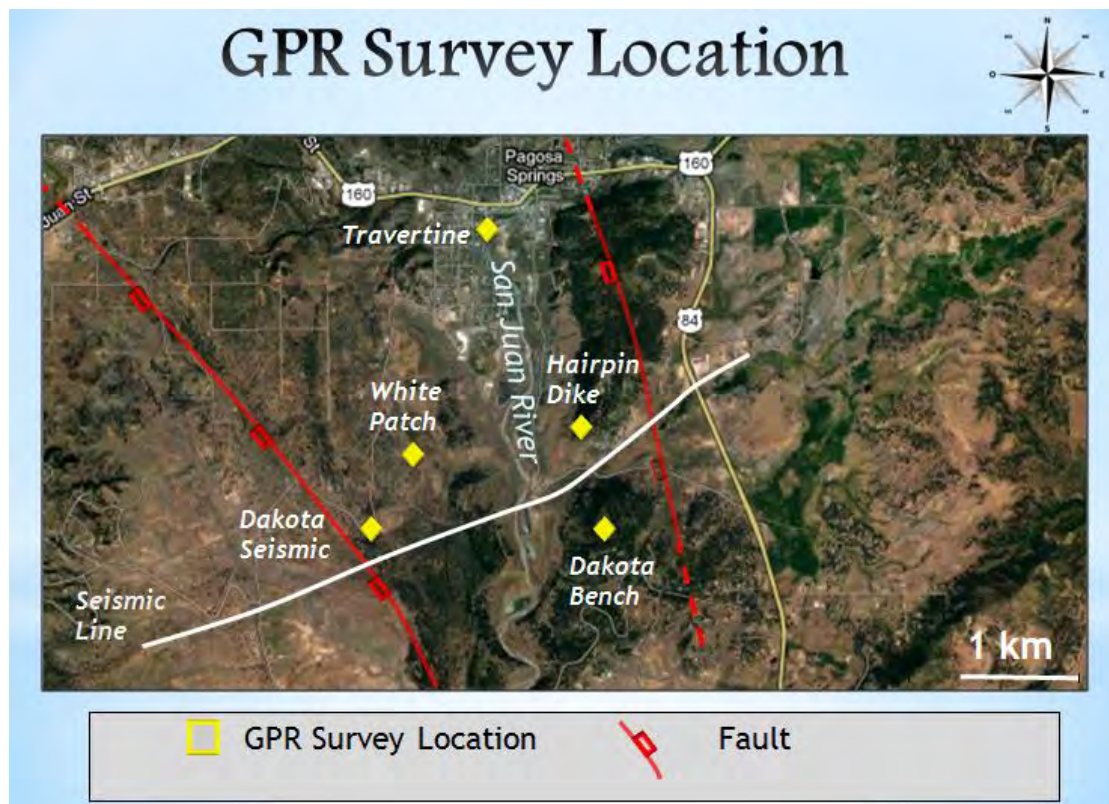 GPR Survey Location
N
O
E
S
Pagosa
Springs
160
St
160
Juan St
Travertine
San Juan River
84
Hairpin
Dike
White
Patch
Dakota
Seismic
Dakota
Bench
Seismic
Line
1 km
GPR Survey Location
Fault